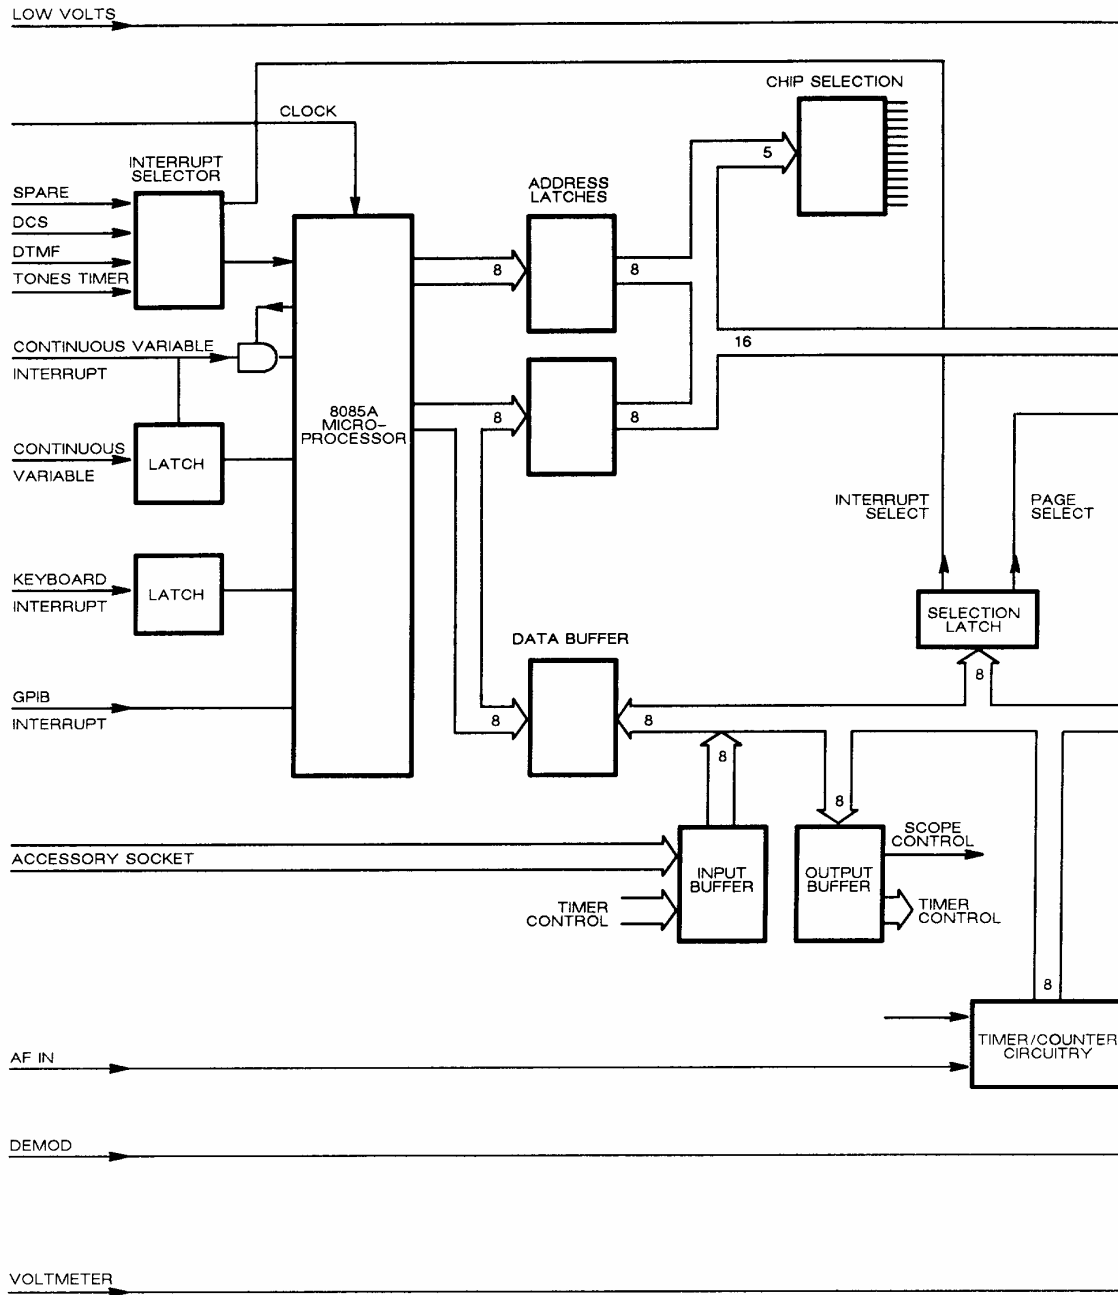 LOW VOLTS
CHIP SELECTION
CLOCK
5
INTERRUPT
SELECTOR
ADDRESS
LATCHES
SPARE
DCS
DTMF
TONES TIMER
8
8
CONTINUOUS VARIABLE
INTERRUPT
16
8085A
MICRO-
PROCESSOR
8
8
CONTINUOUS
VARIABLE
LATCH
INTERRUPT
SELECT
PAGE
SELECT
KEYBOARD
INTERRUPT
LATCH
SELECTION
LATCH
DATA BUFFER
8
GPIB
INTERRUPT
8
8
8
8
ACCESSORY SOCKET
INPUT
BUFFER
OUTPUT
BUFFER
SCOPE
CONTROL
TIMER
CONTROL
TIMER
CONTROL
8
TIMER/COUNTER
CIRCUITRY
AF IN
DEMOD
VOLTMETER